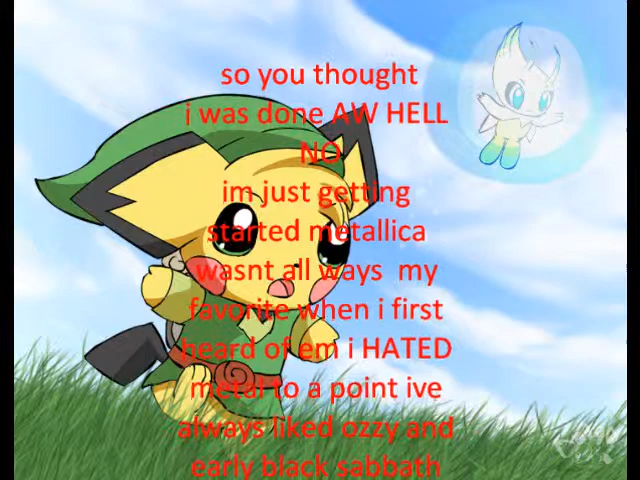 so you thought
i was done AW HELL
NO
im just getting
started metallica
wasnt all ways  my
favorite when i first
heard of em i HATED
metal to a point ive
always liked ozzy and
early black sabbath